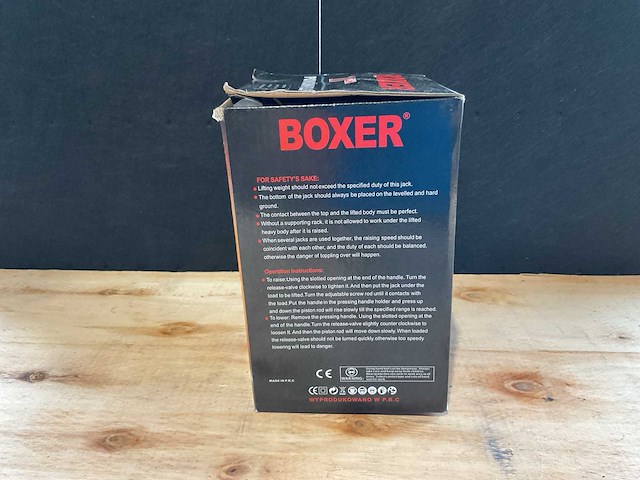 BOXER®
FOR SAFETY'S SAKE:
Lifting weight should not exceed the specified duty of this jack.
The bottom of the jack should always be placed on the levelled and hard
ground.
The contact between the top and the lifted body must be perfect.
Without a supporting rack, it is not allowed to work under the lifted
heavy body after it is raised.
When several jacks are used together, the raising speed should be
coincident with each other, and the duty of each should be balanced.
otherwise the danger of toppling over will happen.
Operation Instructions:
To raise:Using the slotted opening at the end of the handle. Turn the
release-valve clockwise to tighten it. And then put the jack under the
load to be lifted.Turn the adjustable screw rod until it contacts with
the load.Put the handle in the pressing handle holder and press up
and down.the piston rod will rise slowly till the specified range is reached.
To lower: Remove the pressing handle. Using the slotted opening at the
end of the handle.Turn the release-valve slightly counter clockwise to
loosen it. And then the piston rod will move down slowly. When loaded
the release-valve should not be turned quickly otherwise too speedy
lowering will lead to danger.
MADE IN P.R.C
CE
WARNING
WYPRODUKOWANO W P.R.C